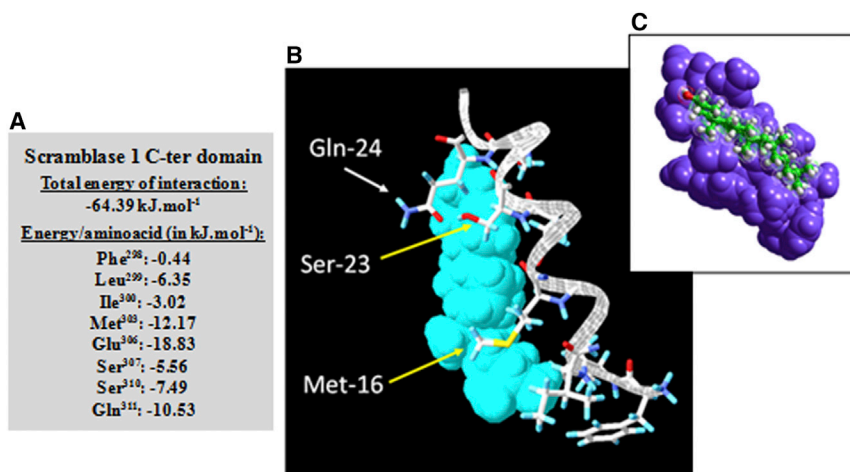 A
Scramblase 1 C-ter domain
Total energy of interaction:
-64.39 kJ.mol⁻¹
Energy/aminoacid (in kJ.mol⁻¹):
Phe²⁹⁸: -0.44
Leu²⁹⁹: -6.35
Ile³⁰⁰: -3.02
Met³⁰³: -12.17
Glu³⁰⁶: -18.83
Ser³⁰⁷: -5.56
Ser³¹⁰: -7.49
Gln³¹¹: -10.53
B
Gln-24
Ser-23
Met-16
C